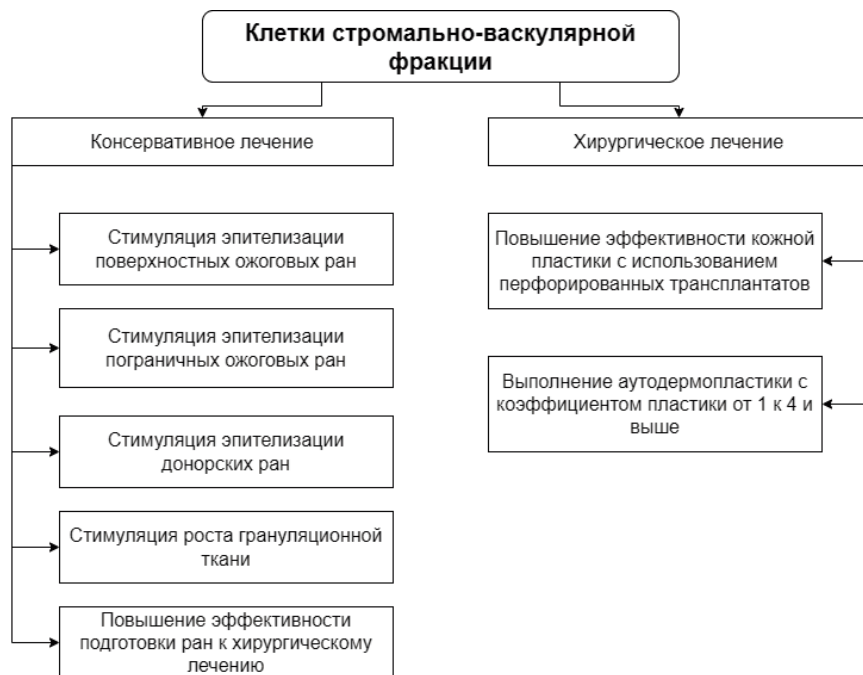 Клетки стромально-васкулярной
фракции
Консервативное лечение
Хирургическое лечение
Стимуляция эпителизации
поверхностных ожоговых ран
Стимуляция эпителизации
пограничных ожоговых ран
Стимуляция эпителизации
донорских ран
Стимуляция роста грануляционной
ткани
Повышение эффективности
подготовки ран к хирургическому
лечению
Повышение эффективности кожной
пластики с использованием
перфорированных трансплантатов
Выполнение аутодермопластики с
коэффициентом пластики от 1 к 4 и
выше